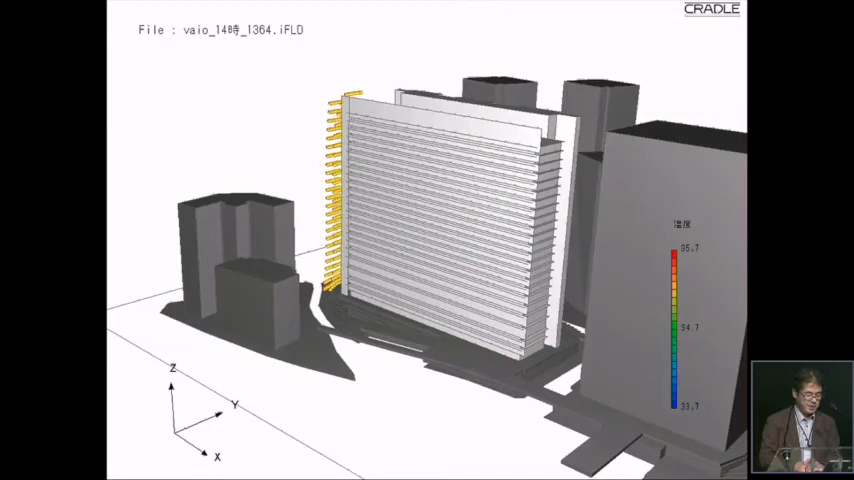 CRADLE
File : vaio_14時_1364.iFLD
温度
35.7
34.7
33.7
Z
Y
X